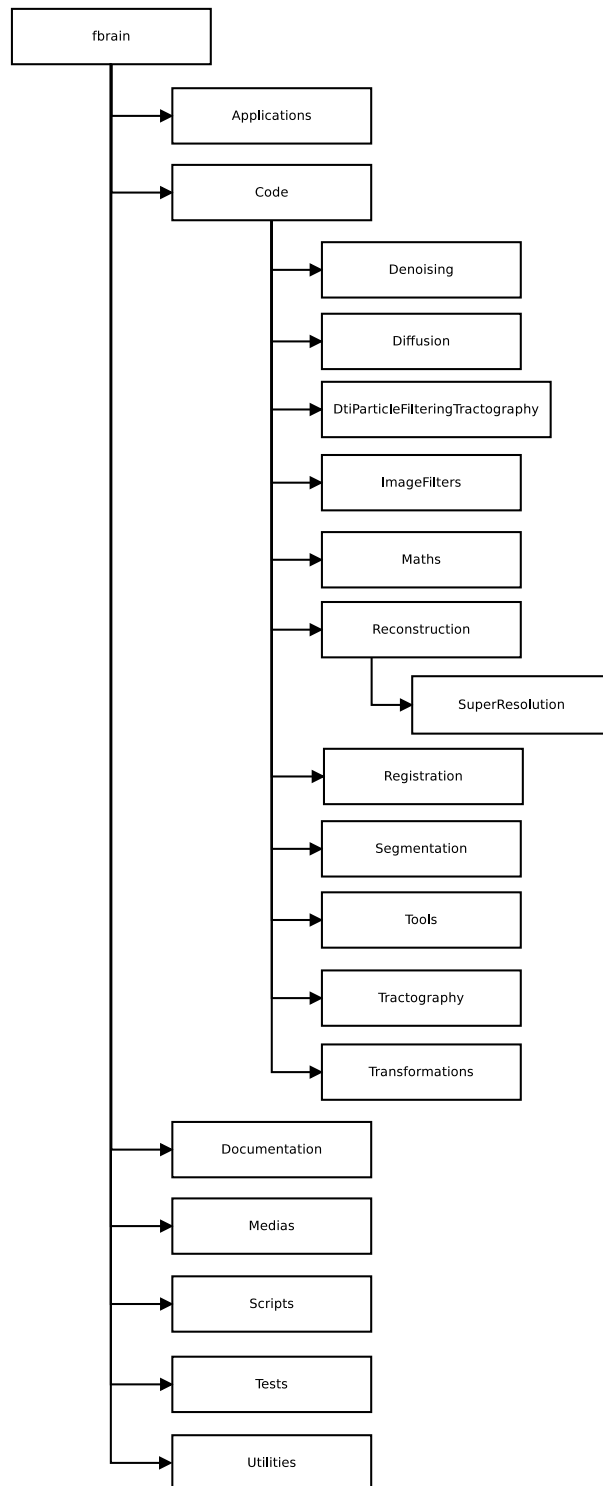 fbrain
Applications
Code
Denoising
Diffusion
DtiParticleFilteringTractography
ImageFilters
Maths
Reconstruction
SuperResolution
Registration
Segmentation
Tools
Tractography
Transformations
Documentation
Medias
Scripts
Tests
Utilities